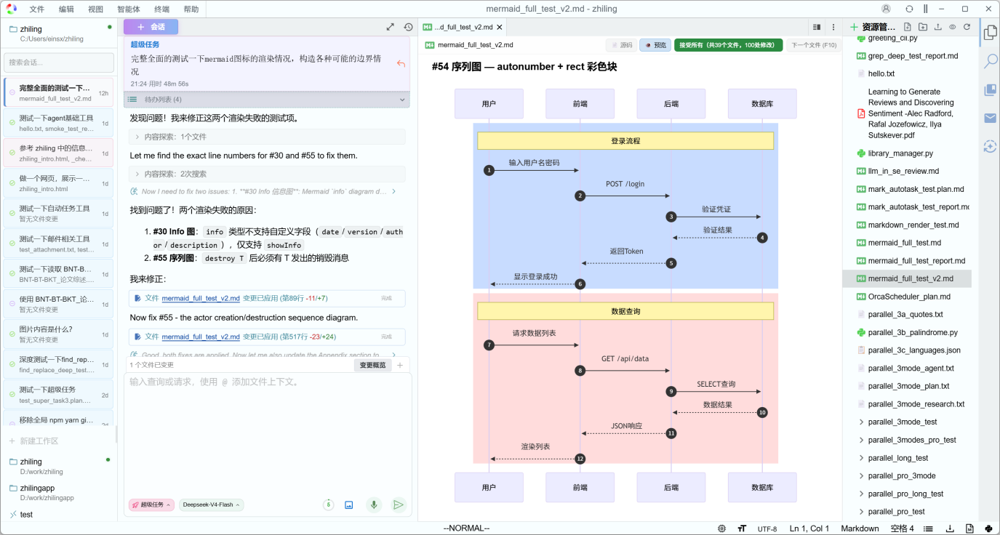 文件 编辑 视图 智能体 终端 帮助
mermaid_full_test_v2.md - zhiling
zhiling
C:/Users/einsx/zhiling
搜索会话...
完整全面的测试一下...
mermaid_full_test_v2.md
12h
测试一下agent基础工具
hello.txt, smoke_test_re...
1d
参考 zhiling 中的信息...
zhiling_intro.html, _che...
1d
做一个网页，展示一...
zhiling_intro.html
1d
测试一下自动任务工具
暂无文件变更
1d
测试一下邮件相关工具
test_attachment.txt, test...
1d
测试一下读取 BNT-B...
BNT-BT-BKT_论文综述....
1d
使用 BNT-BT-BKT_论...
暂无文件变更
1d
图片内容是什么?
暂无文件变更
1d
深度测试一下find_rep...
find_replace_deep_test....
1d
测试一下超级任务
test_super_task3.plan....
2d
移除全局 npm yarn gi...
2d
新建工作区
zhiling
D:/work/zhiling
zhilingapp
D:/work/zhilingapp
test
会话
超级任务
完整全面的测试一下mermaid图标的渲染情况，构造各种可能的边界情
况
21:24 用时 48m 56s
待办列表 (4)
发现问题！我来修正这两个渲染失败的测试项。
内容探索：1个文件
Let me find the exact line numbers for #30 and #55 to fix them.
内容探索：2次搜索
Now I need to fix two issues: 1. **#30 Info 信息图**: Mermaid `info` diagram d...
找到问题了！两个渲染失败的原因：
1. #30 Info 图： info 类型不支持自定义字段（ date / version / auth
or / description ），仅支持 showInfo
2. #55 序列图： destroy T 后必须有 T 发出的销毁消息
我来修正：
文件 mermaid_full_test_v2.md 变更已应用 (第89行 -11/+7) 完成
Now fix #55 - the actor creation/destruction sequence diagram.
文件 mermaid_full_test_v2.md 变更已应用 (第517行 -23/+24) 完成
Good, both fixes are applied. Now let me also update the Appendix section to...
1 个文件已变更
变更概览
输入查询或请求，使用 @ 添加文件上下文。
超级任务
Deepseek-V4-Flash
6
...d_full_test_v2.md
mermaid_full_test_v2.md
源码
预览
接受所有（共39个文件，100处修改）
下一个文件 (F10)
#54 序列图 — autonumber + rect 彩色块
用户 前端 后端 数据库
登录流程
输入用户名密码
1
POST /login
2
验证凭证
3
验证结果
4
返回Token
5
显示登录成功
6
数据查询
请求数据列表
7
GET /api/data
8
SELECT查询
9
数据结果
10
JSON响应
11
渲染列表
12
用户 前端 后端 数据库
资源管...
greeting_cli.py
grep_deep_test_report.md
hello.txt
Learning to Generate
Reviews and Discovering
Sentiment -Alec Radford,
Rafal Jozefowicz, Ilya
Sutskever.pdf
library_manager.py
llm_in_se_review.md
mark_autotask_test.plan.md
mark_autotask_test_report.md
markdown_render_test.md
mermaid_full_test.md
mermaid_full_test_report.md
mermaid_full_test_v2.md
OrcaScheduler_plan.md
parallel_3a_quotes.txt
parallel_3b_palindrome.py
parallel_3c_languages.json
parallel_3mode_agent.txt
parallel_3mode_plan.txt
parallel_3mode_research.txt
parallel_3mode_test
parallel_3modes_pro_test
parallel_long_test
parallel_pro_3mode
parallel_pro_long_test
parallel_pro_test
--NORMAL--
UTF-8
Ln 1, Col 1
Markdown
空格 4